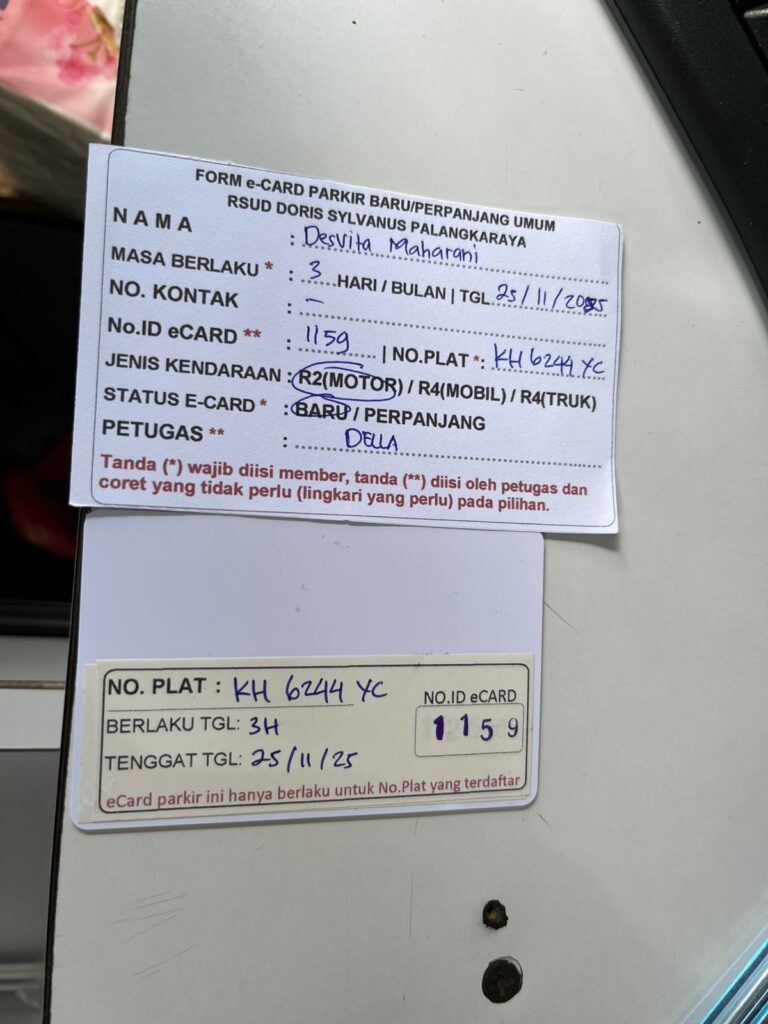 FORM e-CARD PARKIR BARU/PERPANJANG UMUM
RSUD DORIS SYLVANUS PALANGKARAYA
NAMA : Desvita Maharani
MASA BERLAKU * : 3 HARI / BULAN | TGL 25/11/2025
NO. KONTAK : –
No.ID eCARD ** : 1159 | NO.PLAT *: KH 6244 YC
JENIS KENDARAAN : R2(MOTOR) / R4(MOBIL) / R4(TRUK)
STATUS E-CARD * : BARU / PERPANJANG
PETUGAS ** : DELLA
Tanda (*) wajib diisi member, tanda (**) diisi oleh petugas dan
coret yang tidak perlu (lingkari yang perlu) pada pilihan.
NO. PLAT : KH 6244 YC
NO.ID eCARD
BERLAKU TGL: 3H
1159
TENGGAT TGL: 25/11/25
eCard parkir ini hanya berlaku untuk No.Plat yang terdaftar